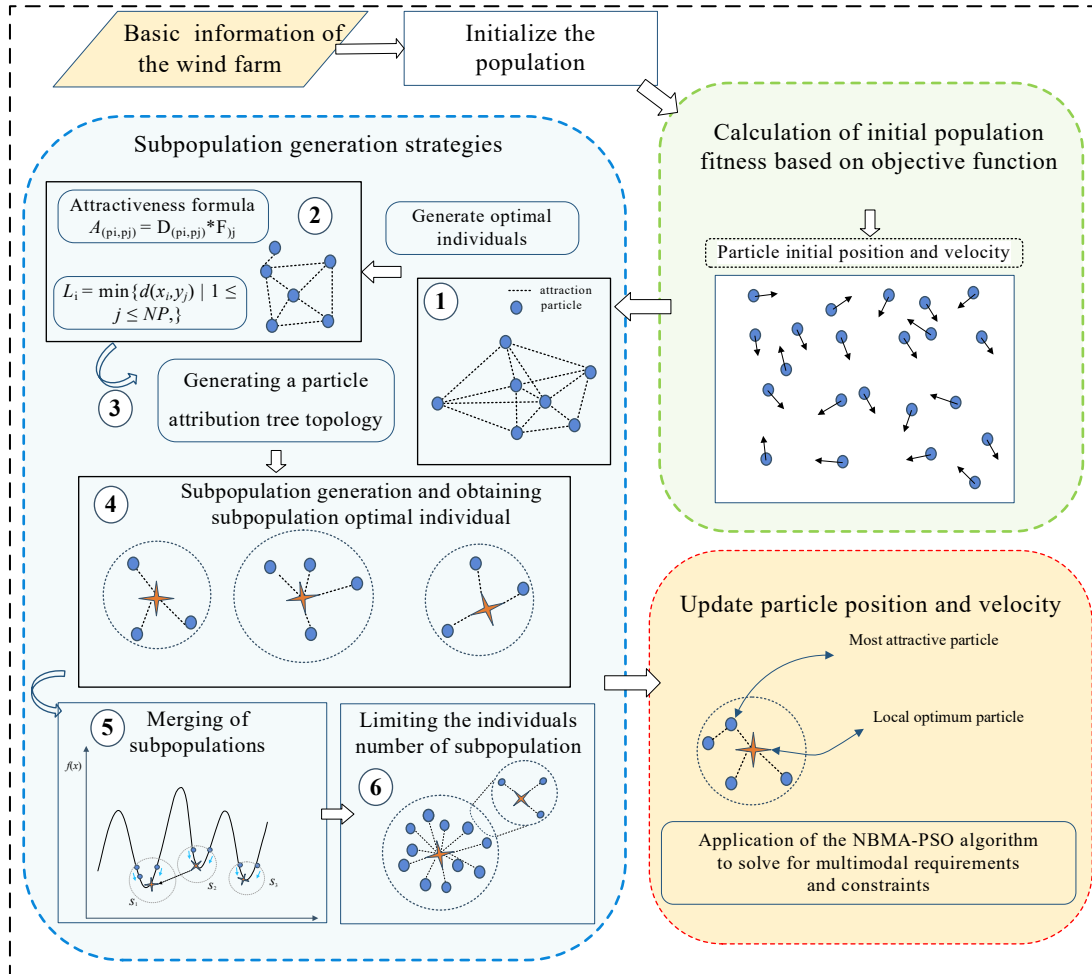 Basic information of
the wind farm
Initialize the
population
Calculation of initial population
fitness based on objective function
Particle initial position and velocity
Subpopulation generation strategies
Attractiveness formula
A(pi,pj) = D(pi,pj)*F)j
Li = min{d(xi,yj) | 1 ≤
j ≤ NP,}
2
Generate optimal
individuals
1
attraction
particle
3
Generating a particle
attribution tree topology
4
Subpopulation generation and obtaining
subpopulation optimal individual
5
Merging of
subpopulations
f(x)
S1
S2
S3
Limiting the individuals
number of subpopulation
6
Update particle position and velocity
Most attractive particle
Local optimum particle
Application of the NBMA-PSO algorithm
to solve for multimodal requirements
and constraints